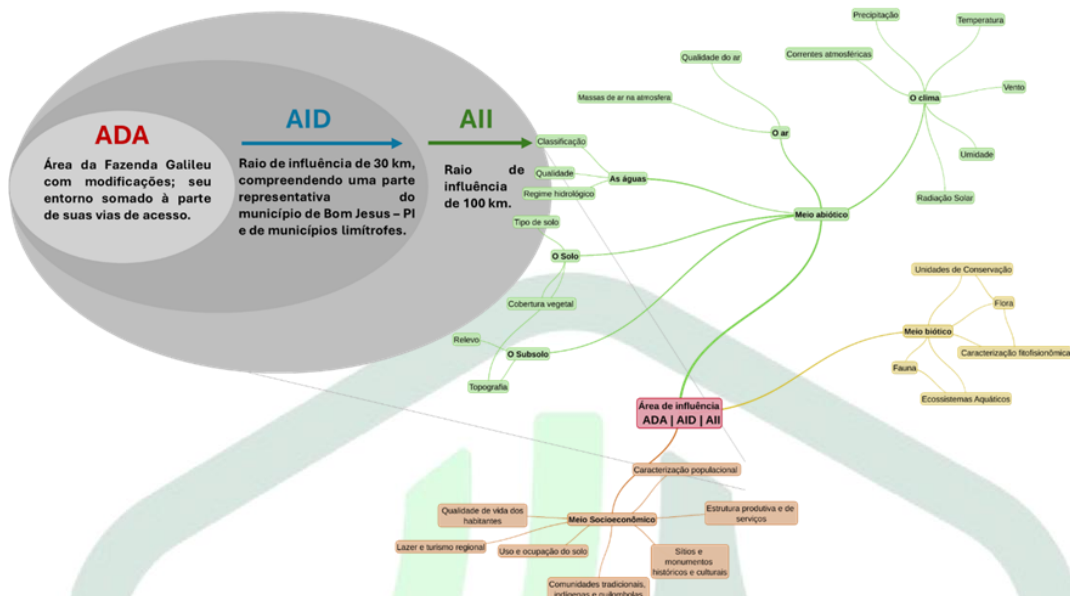 ADA
Área da Fazenda Galileu
com modificações; seu
entorno somado à parte
de suas vias de acesso.
AID
Raio de influência de 30 km,
compreendendo uma parte
representativa do
município de Bom Jesus – PI
e de municípios limítrofes.
AII
Raio de
influência
de 100 km.
Precipitação
Temperatura
Correntes atmosféricas
Vento
O clima
Umidade
Radiação Solar
Qualidade do ar
Massas de ar na atmosfera
O ar
Classificação
Qualidade
As águas
Regime hidrológico
Meio abiótico
Tipo de solo
O Solo
Cobertura vegetal
Relevo
O Subsolo
Topografia
Unidades de Conservação
Flora
Meio biótico
Caracterização fitofisionômica
Fauna
Ecossistemas Aquáticos
Área de influência
ADA | AID | AII
Caracterização populacional
Qualidade de vida dos
habitantes
Meio Socioeconômico
Estrutura produtiva e de
serviços
Lazer e turismo regional
Uso e ocupação do solo
Sítios e
monumentos
históricos e culturais
Comunidades tradicionais,
indígenas e quilombolas